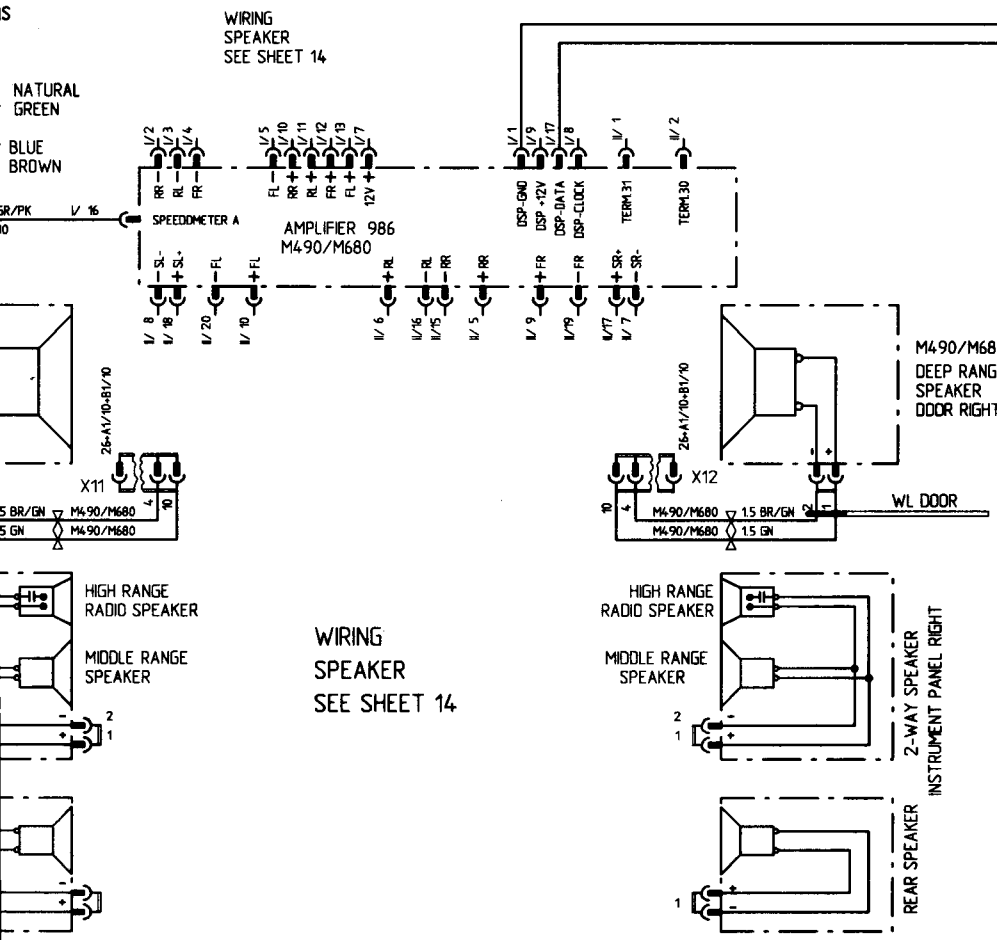 WIRING
SPEAKER
SEE SHEET 14
NATURAL
GREEN
BLUE
BROWN
I/2
I/3
I/4
I/5
I/10
I/11
I/12
I/13
I/7
I/1
I/9
I/17
I/8
II/ 1
II/ 2
RR-
RL-
FR-
FL-
RR+
RL+
FR+
FL+
12V+
DSP-GND
DSP +12V
DSP-DATA
DSP-CLOCK
TERM.31
TERM.30
GR/PK I/ 16
SPEEDOMETER A
AMPLIFIER 986
M490/M680
SL-
SL+
-FL
+FL
+RL
-RL
-RR
+RR
+FR
-FR
SR+
SR-
II/ 8
II/ 18
II/20
II/ 10
II/ 6
II/16
II/15
II/ 5
II/ 9
II/19
II/17
II/ 7
M490/M68
DEEP RANG
SPEAKER
DOOR RIGHT
26+A1/10+B1/10
26+A1/10+B1/10
X11
4
10
X12
10
4
- +
2 1
WL DOOR
5 BR/GN M490/M680
5 GN M490/M680
M490/M680 1.5 BR/GN
M490/M680 1.5 GN
HIGH RANGE
RADIO SPEAKER
MIDDLE RANGE
SPEAKER
- 2
+ 1
WIRING
SPEAKER
SEE SHEET 14
HIGH RANGE
RADIO SPEAKER
MIDDLE RANGE
SPEAKER
2 -
1 +
2-WAY SPEAKER
INSTRUMENT PANEL RIGHT
-
+
+
1 -
REAR SPEAKER